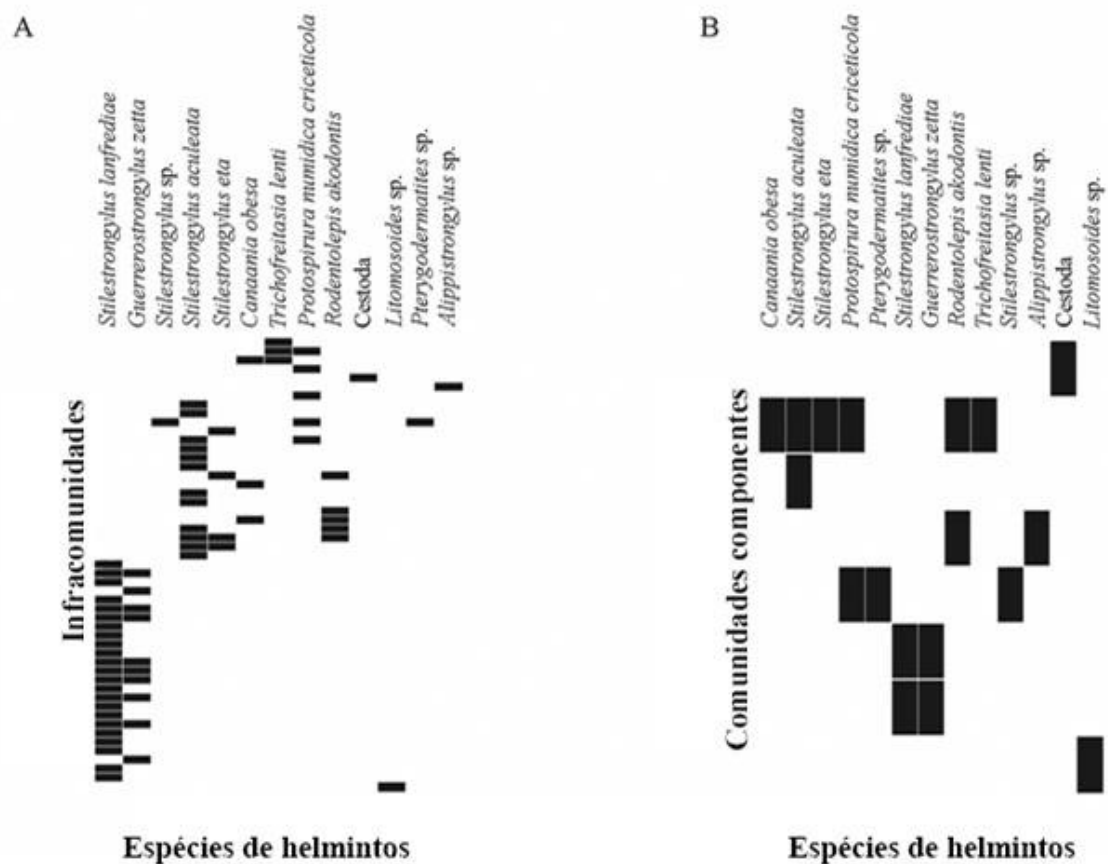 A
Stilestrongylus lanfrediae
Guerrerostrongylus zetta
Stilestrongylus sp.
Stilestrongylus aculeata
Stilestrongylus eta
Canaania obesa
Trichofreitasia lenti
Protospirura numidica criceticola
Rodentolepis akodontis
Cestoda
Litomosoides sp.
Pterygodermatites sp.
Alippistrongylus sp.
Infracomunidades
Espécies de helmintos
B
Canaania obesa
Stilestrongylus aculeata
Stilestrongylus eta
Protospirura numidica criceticola
Pterygodermatites sp.
Stilestrongylus lanfrediae
Guerrerostrongylus zetta
Rodentolepis akodontis
Trichofreitasia lenti
Stilestrongylus sp.
Alippistrongylus sp.
Cestoda
Litomosoides sp.
Comunidades componentes
Espécies de helmintos